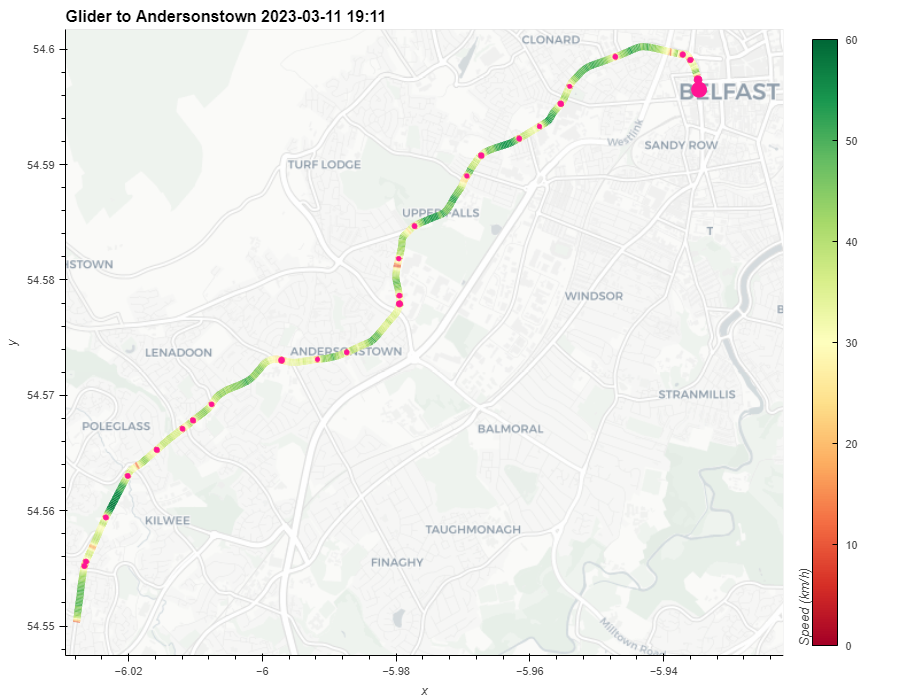 Glider to Andersonstown 2023-03-11 19:11
CLONARD
BELFAST
Westlink
SANDY ROW
TURF LODGE
UPPER FALLS
T
HSTOWN
WINDSOR
B
LENADOON
ANDERSONSTOWN
STRANMILLIS
POLEGLASS
BALMORAL
KILWEE
TAUGHMONAGH
FINAGHY
Milltown Road
54.6
54.59
54.58
54.57
54.56
54.55
y
−6.02
−6
−5.98
−5.96
−5.94
x
60
50
40
30
20
10
0
Speed (km/h)